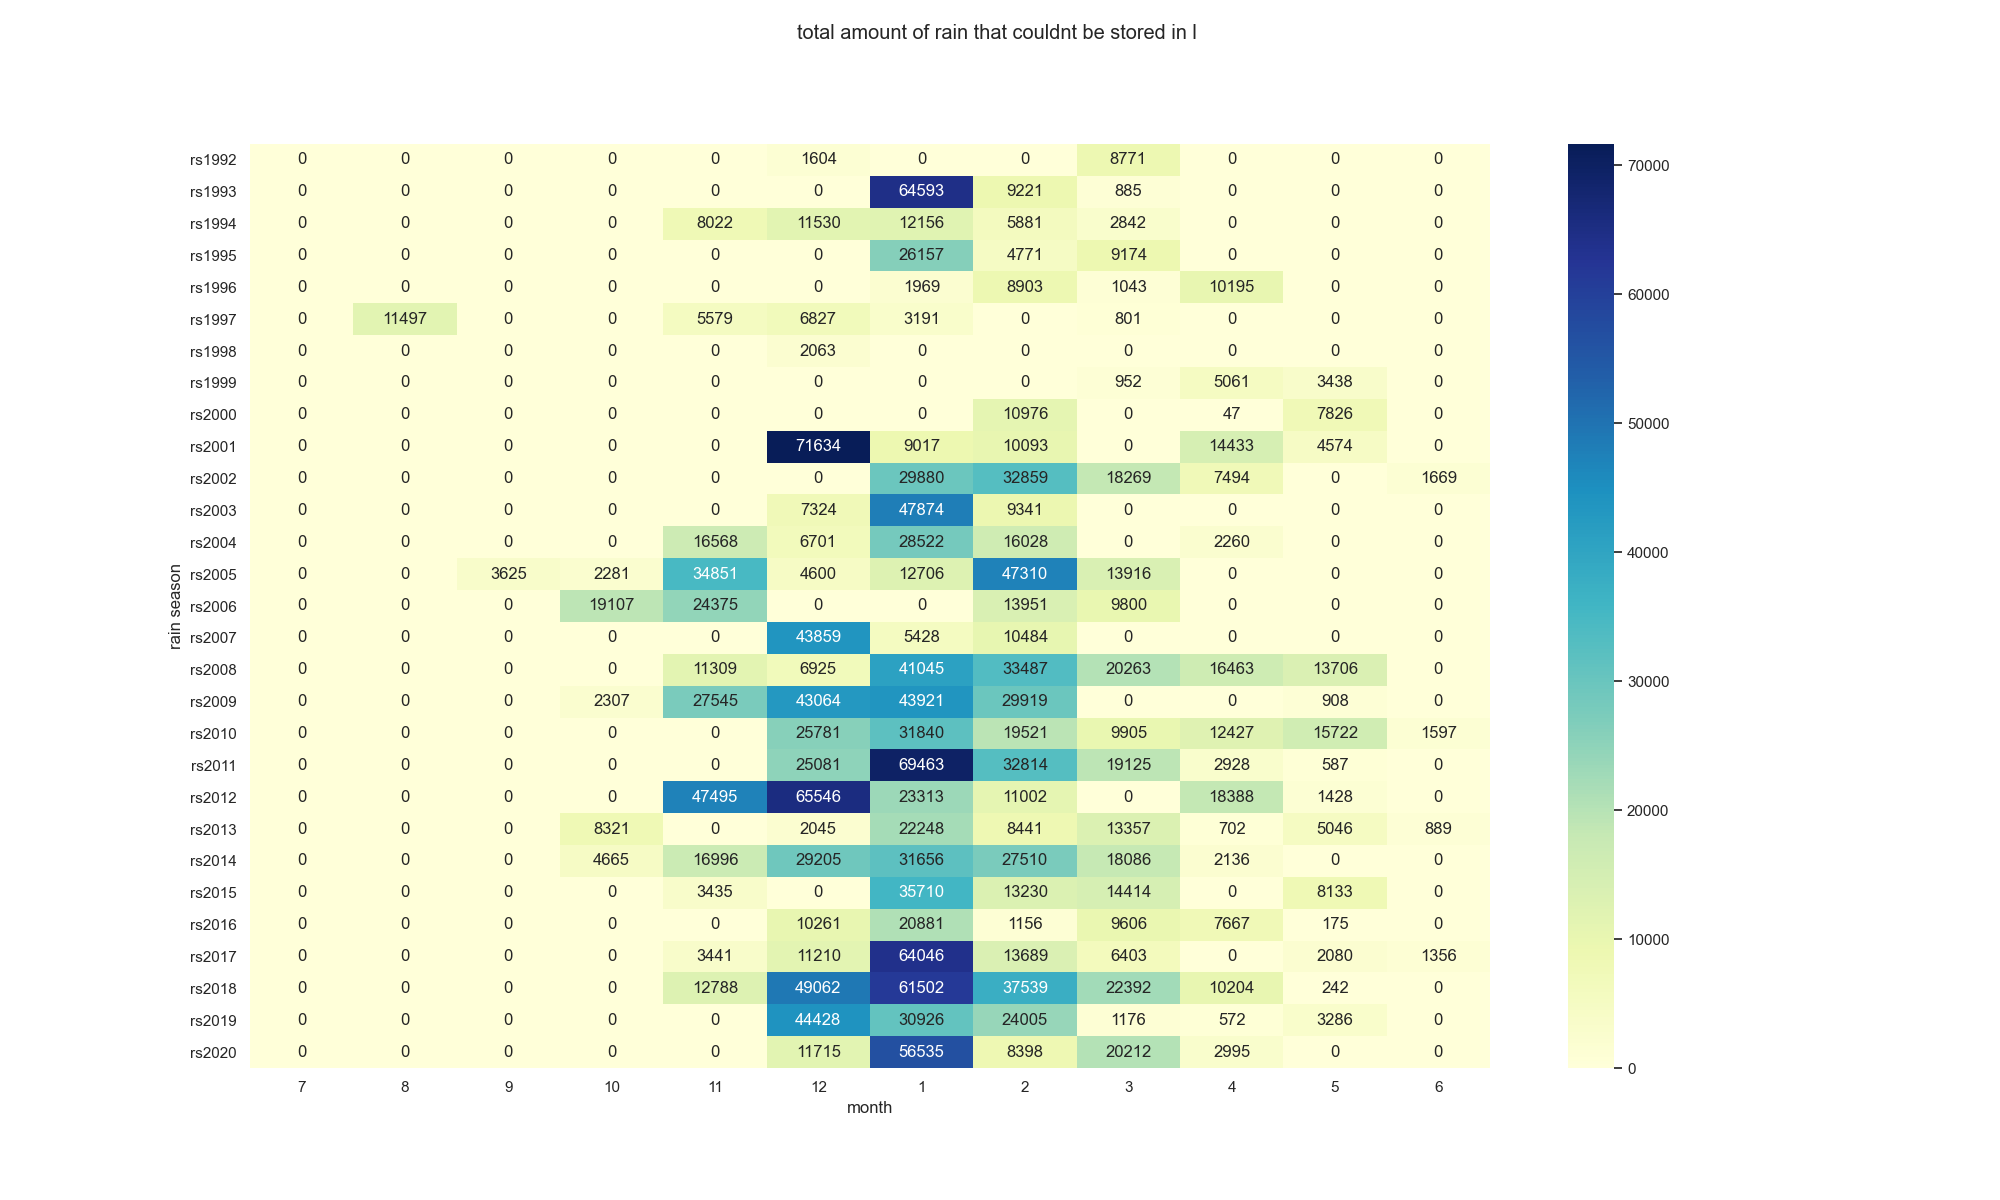 total amount of rain that couldnt be stored in l
rs1992 0 0 0 0 0 1604 0 0 8771 0 0 0
rs1993 0 0 0 0 0 0 64593 9221 885 0 0 0
rs1994 0 0 0 0 8022 11530 12156 5881 2842 0 0 0
rs1995 0 0 0 0 0 0 26157 4771 9174 0 0 0
rs1996 0 0 0 0 0 0 1969 8903 1043 10195 0 0
rs1997 0 11497 0 0 5579 6827 3191 0 801 0 0 0
rs1998 0 0 0 0 0 2063 0 0 0 0 0 0
rs1999 0 0 0 0 0 0 0 0 952 5061 3438 0
rs2000 0 0 0 0 0 0 0 10976 0 47 7826 0
rs2001 0 0 0 0 0 71634 9017 10093 0 14433 4574 0
rs2002 0 0 0 0 0 0 29880 32859 18269 7494 0 1669
rs2003 0 0 0 0 0 7324 47874 9341 0 0 0 0
rs2004 0 0 0 0 16568 6701 28522 16028 0 2260 0 0
rs2005 0 0 3625 2281 34851 4600 12706 47310 13916 0 0 0
rs2006 0 0 0 19107 24375 0 0 13951 9800 0 0 0
rs2007 0 0 0 0 0 43859 5428 10484 0 0 0 0
rs2008 0 0 0 0 11309 6925 41045 33487 20263 16463 13706 0
rs2009 0 0 0 2307 27545 43064 43921 29919 0 0 908 0
rs2010 0 0 0 0 0 25781 31840 19521 9905 12427 15722 1597
rs2011 0 0 0 0 0 25081 69463 32814 19125 2928 587 0
rs2012 0 0 0 0 47495 65546 23313 11002 0 18388 1428 0
rs2013 0 0 0 8321 0 2045 22248 8441 13357 702 5046 889
rs2014 0 0 0 4665 16996 29205 31656 27510 18086 2136 0 0
rs2015 0 0 0 0 3435 0 35710 13230 14414 0 8133 0
rs2016 0 0 0 0 0 10261 20881 1156 9606 7667 175 0
rs2017 0 0 0 0 3441 11210 64046 13689 6403 0 2080 1356
rs2018 0 0 0 0 12788 49062 61502 37539 22392 10204 242 0
rs2019 0 0 0 0 0 44428 30926 24005 1176 572 3286 0
rs2020 0 0 0 0 0 11715 56535 8398 20212 2995 0 0
7 8 9 10 11 12 1 2 3 4 5 6
month
rain season
70000
60000
50000
40000
30000
20000
10000
0